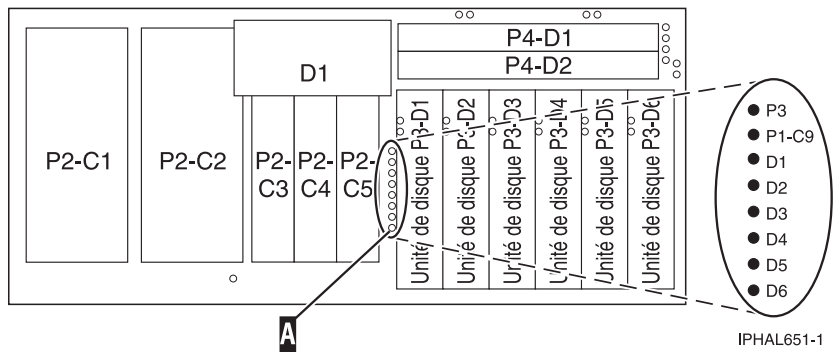 P4-D1
P4-D2
D1
P2-C1
P2-C2
P2-
C3
P2-
C4
P2-
C5
Unité de disque P3-D1
Unité de disque P3-D2
Unité de disque P3-D3
Unité de disque P3-D4
Unité de disque P3-D5
Unité de disque P3-D6
P3
P1-C9
D1
D2
D3
D4
D5
D6
A
IPHAL651-1